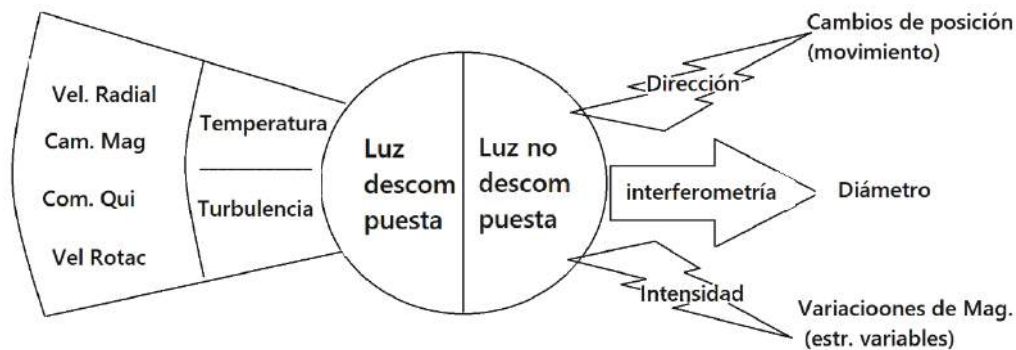 Vel. Radial
Cam. Mag
Com. Qui
Vel Rotac
Temperatura
Turbulencia
Luz
descom
puesta
Luz no
descom
puesta
Dirección
Cambios de posición
(movimiento)
interferometría
Diámetro
Intensidad
Variacioones de Mag.
(estr. variables)